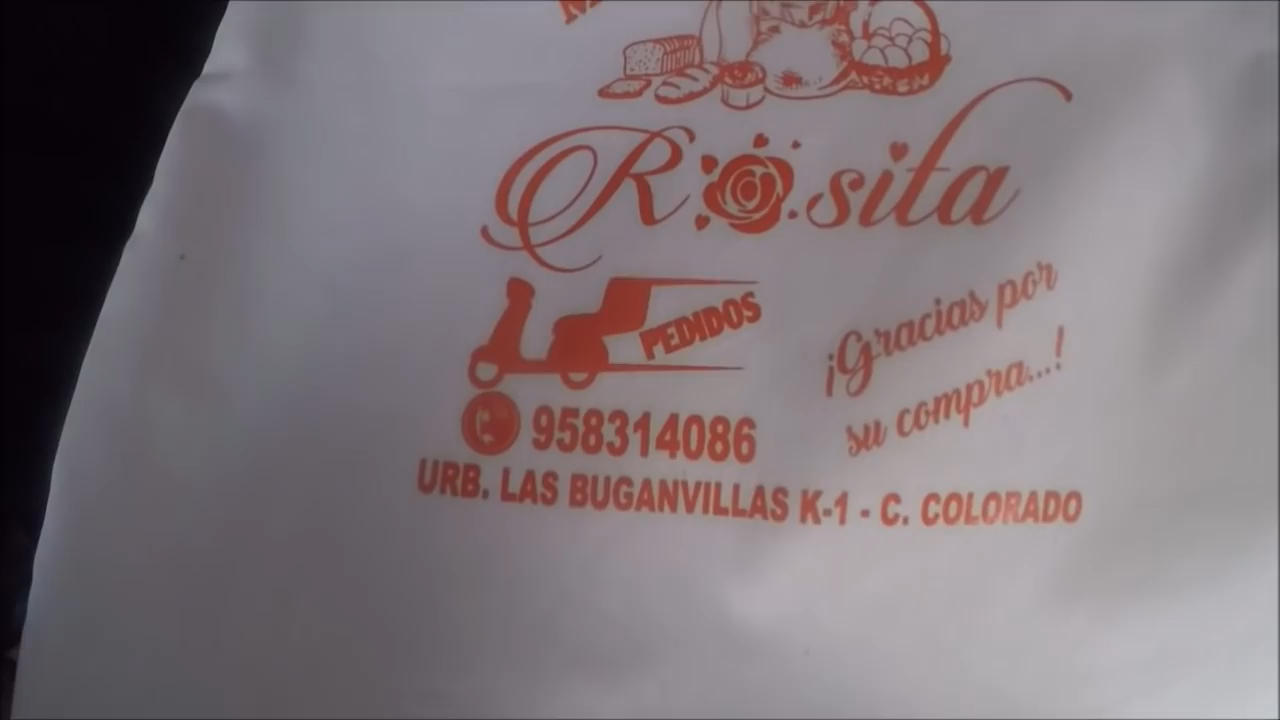 Rosita
PEDIDOS
¡Gracias por
su compra...!
958314086
URB. LAS BUGANVILLAS K-1 - C. COLORADO